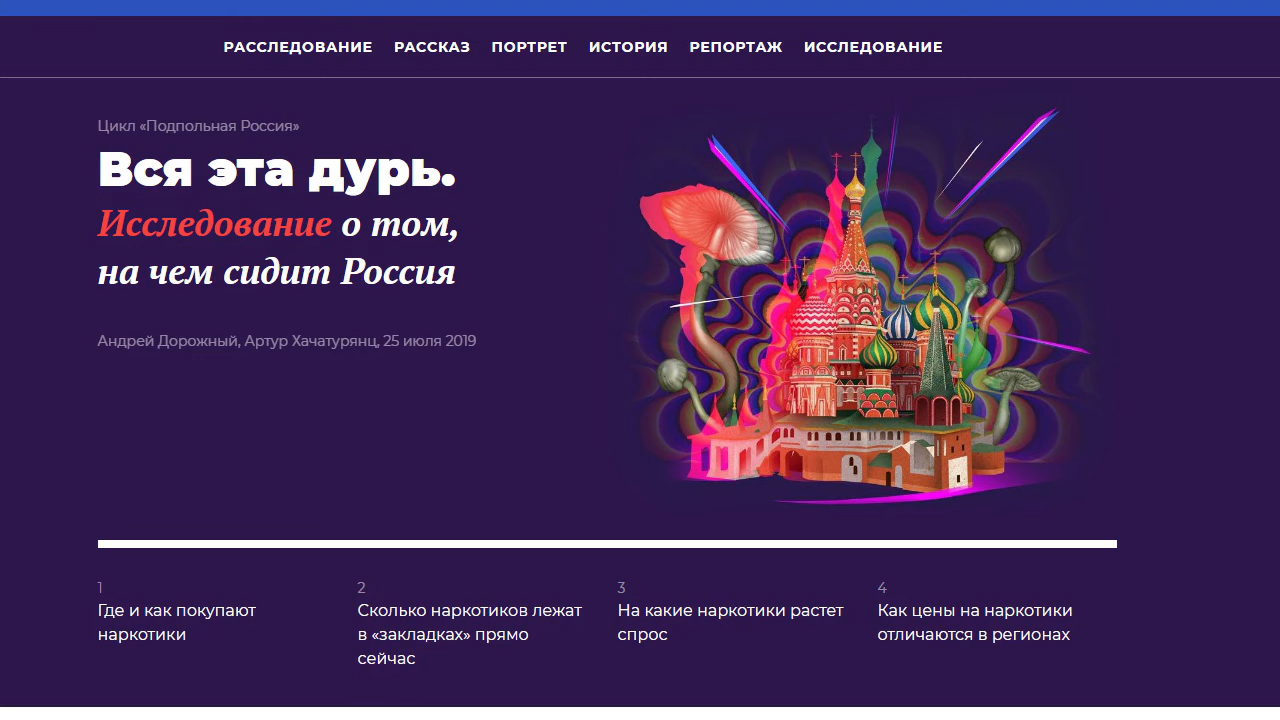 РАССЛЕДОВАНИЕ РАССКАЗ ПОРТРЕТ ИСТОРИЯ РЕПОРТАЖ ИССЛЕДОВАНИЕ
Цикл «Подпольная Россия»
Вся эта дурь.
Исследование о том,
на чем сидит Россия
Андрей Дорожный, Артур Хачатурянц, 25 июля 2019
1
Где и как покупают
наркотики
2
Сколько наркотиков лежат
в «закладках» прямо
сейчас
3
На какие наркотики растет
спрос
4
Как цены на наркотики
отличаются в регионах